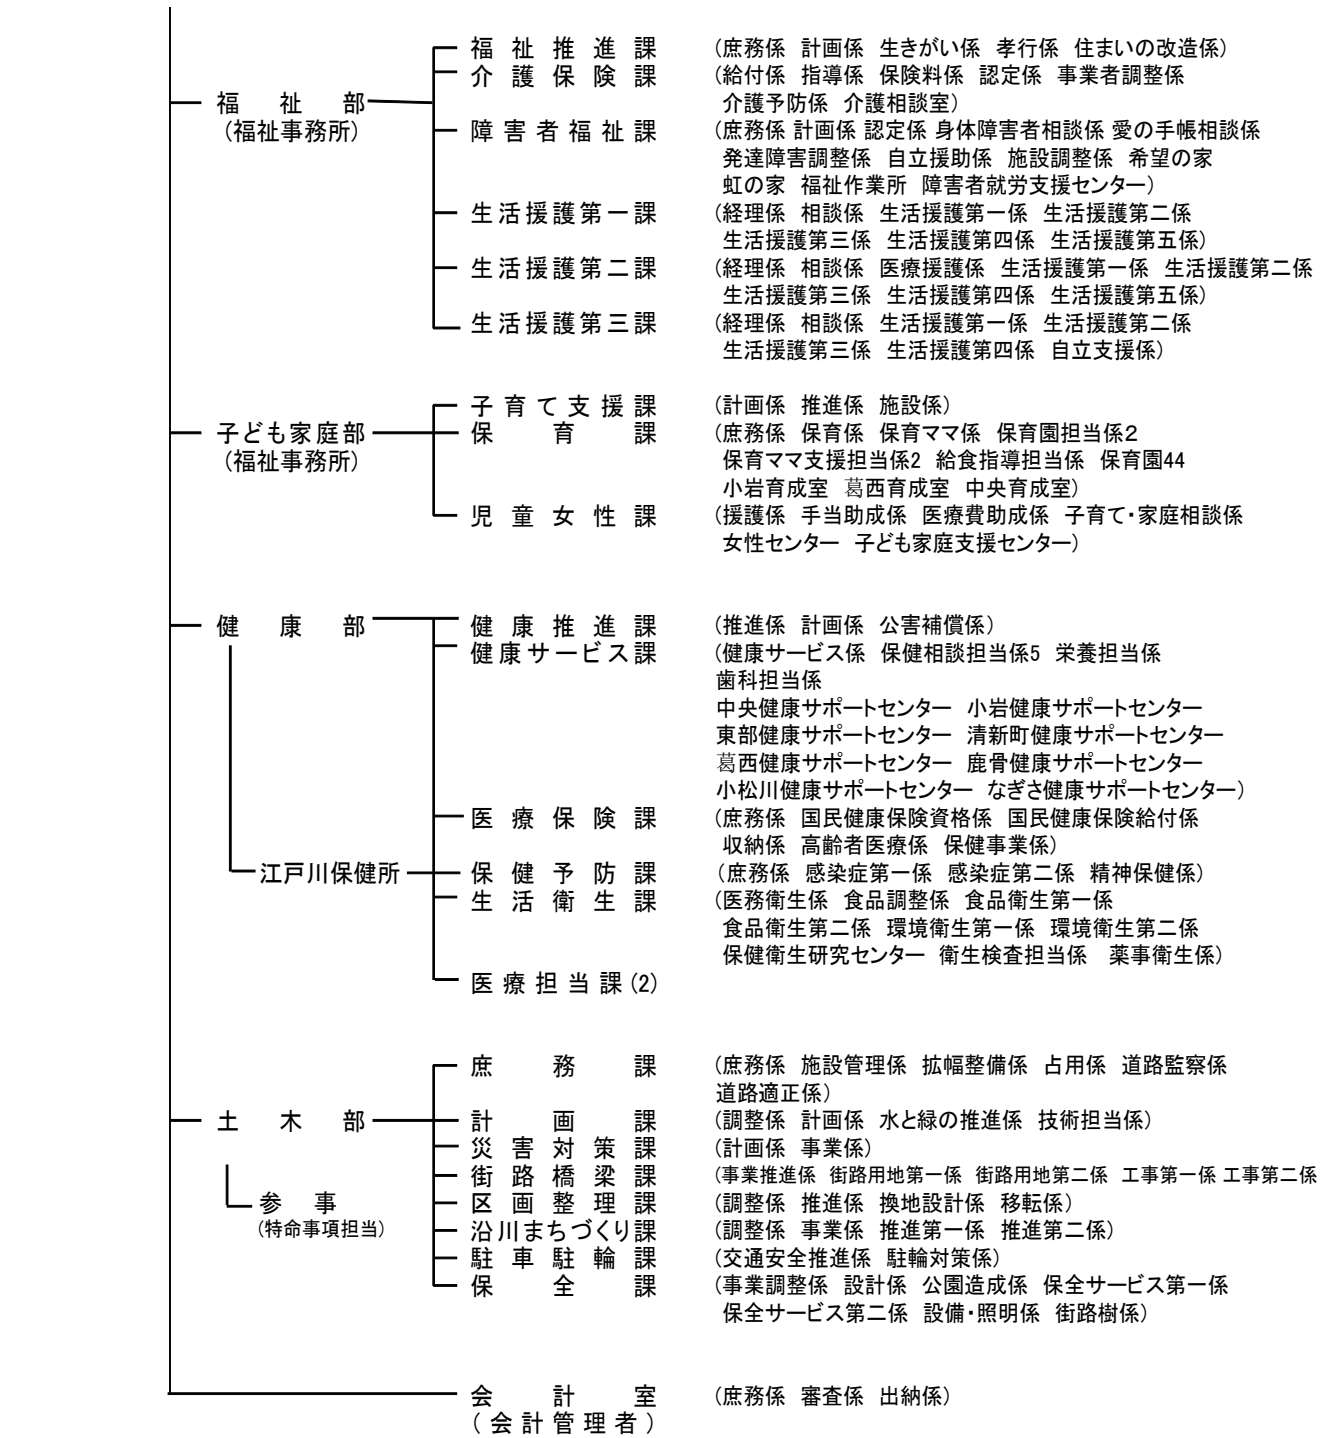 福祉推進課 (庶務係 計画係 生きがい係 孝行係 住まいの改造係)
介護保険課 (給付係 指導係 保険料係 認定係 事業者調整係
福祉部 介護予防係 介護相談室)
(福祉事務所) 障害者福祉課 (庶務係 計画係 認定係 身体障害者相談係 愛の手帳相談係
発達障害調整係 自立援助係 施設調整係 希望の家
虹の家 福祉作業所 障害者就労支援センター)
生活援護第一課 (経理係 相談係 生活援護第一係 生活援護第二係
生活援護第三係 生活援護第四係 生活援護第五係)
生活援護第二課 (経理係 相談係 医療援護係 生活援護第一係 生活援護第二係
生活援護第三係 生活援護第四係 生活援護第五係)
生活援護第三課 (経理係 相談係 生活援護第一係 生活援護第二係
生活援護第三係 生活援護第四係 自立支援係)
子育て支援課 (計画係 推進係 施設係)
子ども家庭部 保育課 (庶務係 保育係 保育ママ係 保育園担当係2
(福祉事務所) 保育ママ支援担当係2 給食指導担当係 保育園44
小岩育成室 葛西育成室 中央育成室)
児童女性課 (援護係 手当助成係 医療費助成係 子育て・家庭相談係
女性センター 子ども家庭支援センター)
健康部 健康推進課 (推進係 計画係 公害補償係)
健康サービス課 (健康サービス係 保健相談担当係5 栄養担当係
歯科担当係
中央健康サポートセンター 小岩健康サポートセンター
東部健康サポートセンター 清新町健康サポートセンター
葛西健康サポートセンター 鹿骨健康サポートセンター
小松川健康サポートセンター なぎさ健康サポートセンター)
医療保険課 (庶務係 国民健康保険資格係 国民健康保険給付係
収納係 高齢者医療係 保健事業係)
江戸川保健所 保健予防課 (庶務係 感染症第一係 感染症第二係 精神保健係)
生活衛生課 (医務衛生係 食品調整係 食品衛生第一係
食品衛生第二係 環境衛生第一係 環境衛生第二係
保健衛生研究センター 衛生検査担当係 薬事衛生係)
医療担当課(2)
庶務課 (庶務係 施設管理係 拡幅整備係 占用係 道路監察係
道路適正係)
土木部 計画課 (調整係 計画係 水と緑の推進係 技術担当係)
災害対策課 (計画係 事業係)
街路橋梁課 (事業推進係 街路用地第一係 街路用地第二係 工事第一係 工事第二係
参事 区画整理課 (調整係 推進係 換地設計係 移転係)
(特命事項担当) 沿川まちづくり課 (調整係 事業係 推進第一係 推進第二係)
駐車駐輪課 (交通安全推進係 駐輪対策係)
保全課 (事業調整係 設計係 公園造成係 保全サービス第一係
保全サービス第二係 設備・照明係 街路樹係)
会計室 (庶務係 審査係 出納係)
(会計管理者)